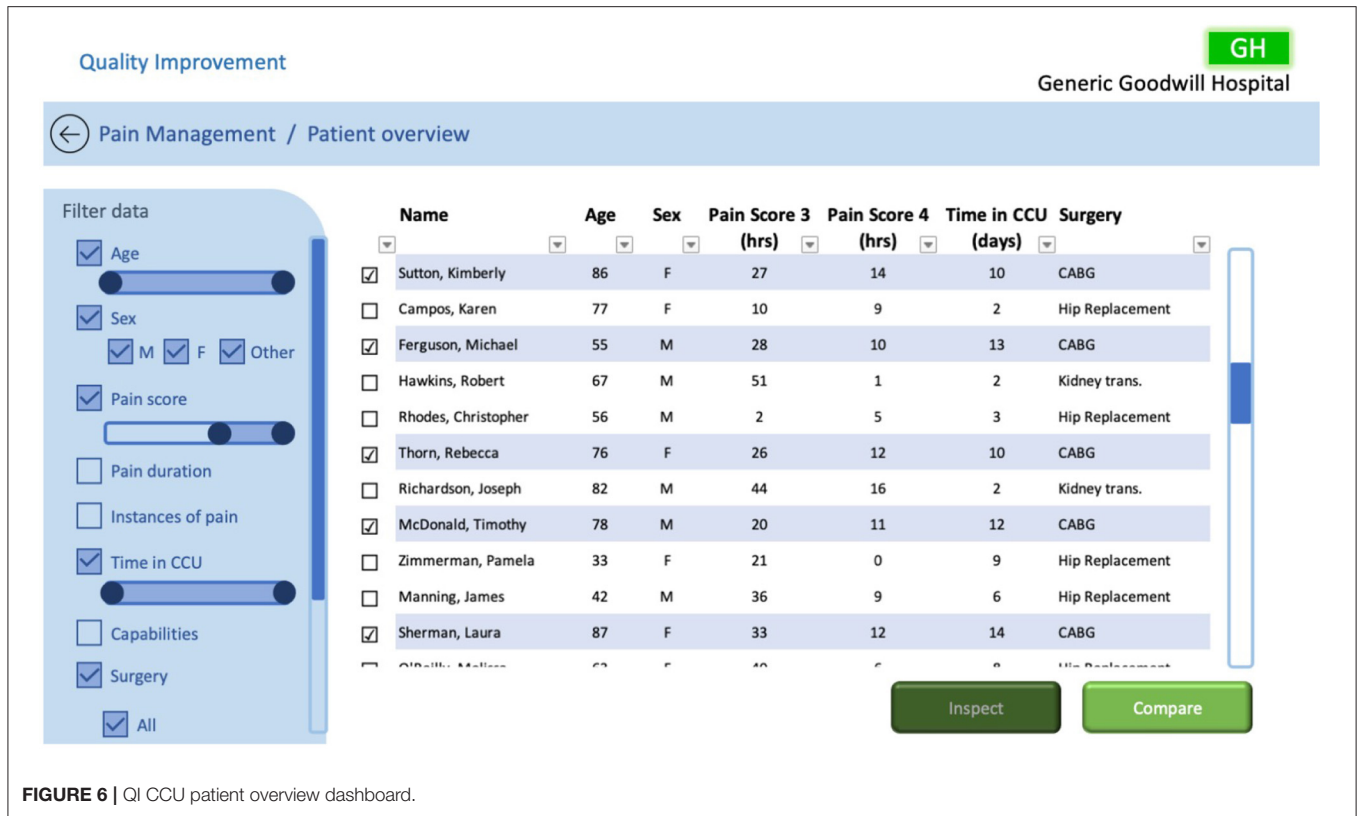 Quality Improvement
GH
Generic Goodwill Hospital
Pain Management / Patient overview
Filter data
Age
Sex
M F Other
Pain score
Pain duration
Instances of pain
Time in CCU
Capabilities
Surgery
All
Name Age Sex Pain Score 3 (hrs) Pain Score 4 (hrs) Time in CCU (days) Surgery
Sutton, Kimberly 86 F 27 14 10 CABG
Campos, Karen 77 F 10 9 2 Hip Replacement
Ferguson, Michael 55 M 28 10 13 CABG
Hawkins, Robert 67 M 51 1 2 Kidney trans.
Rhodes, Christopher 56 M 2 5 3 Hip Replacement
Thorn, Rebecca 76 F 26 12 10 CABG
Richardson, Joseph 82 M 44 16 2 Kidney trans.
McDonald, Timothy 78 M 20 11 12 CABG
Zimmerman, Pamela 33 F 21 0 9 Hip Replacement
Manning, James 42 M 36 9 6 Hip Replacement
Sherman, Laura 87 F 33 12 14 CABG
Inspect
Compare
FIGURE 6 | QI CCU patient overview dashboard.